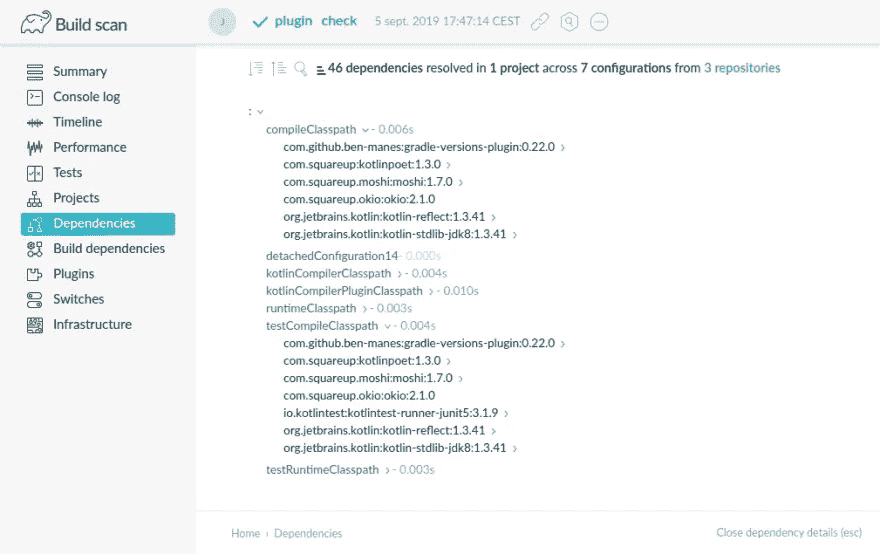 Build scan
J
plugin check
5 sept. 2019 17:47:14 CEST
Summary
Console log
Timeline
Performance
Tests
Projects
Dependencies
Build dependencies
Plugins
Switches
Infrastructure
46 dependencies resolved in 1 project across 7 configurations from 3 repositories
:
compileClasspath - 0.006s
com.github.ben-manes:gradle-versions-plugin:0.22.0
com.squareup:kotlinpoet:1.3.0
com.squareup.moshi:moshi:1.7.0
com.squareup.okio:okio:2.1.0
org.jetbrains.kotlin:kotlin-reflect:1.3.41
org.jetbrains.kotlin:kotlin-stdlib-jdk8:1.3.41
detachedConfiguration14 - 0.000s
kotlinCompilerClasspath - 0.004s
kotlinCompilerPluginClasspath - 0.010s
runtimeClasspath - 0.003s
testCompileClasspath - 0.004s
com.github.ben-manes:gradle-versions-plugin:0.22.0
com.squareup:kotlinpoet:1.3.0
com.squareup.moshi:moshi:1.7.0
com.squareup.okio:okio:2.1.0
io.kotlintest:kotlintest-runner-junit5:3.1.9
org.jetbrains.kotlin:kotlin-reflect:1.3.41
org.jetbrains.kotlin:kotlin-stdlib-jdk8:1.3.41
testRuntimeClasspath - 0.003s
Home › Dependencies
Close dependency details (esc)